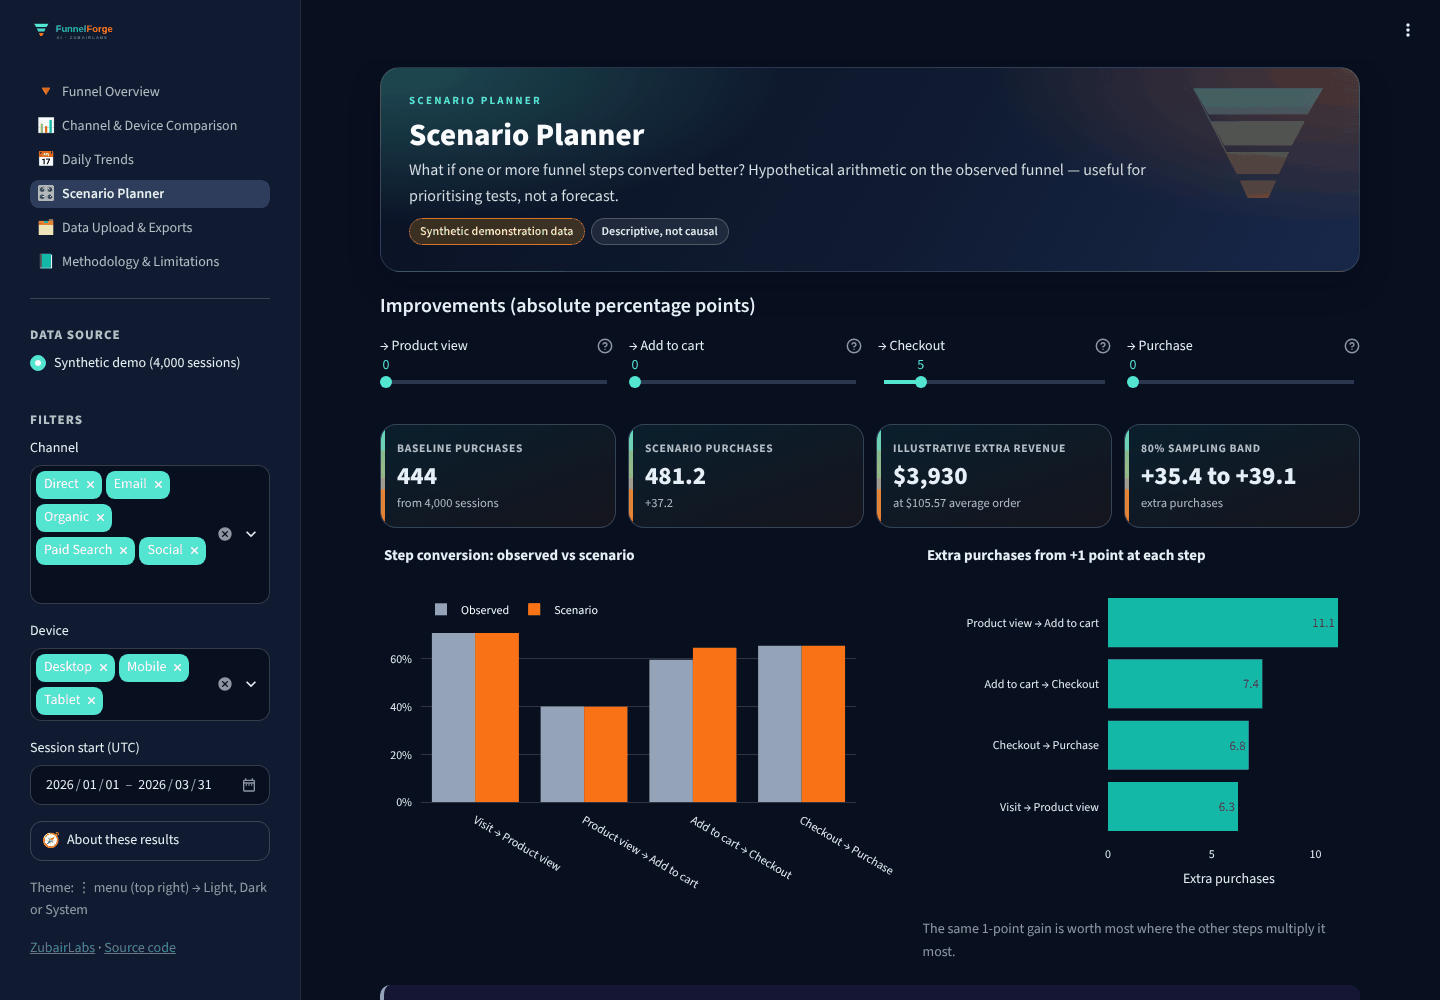 FunnelForge
AI · ZUBAIRLABS
Funnel Overview
Channel & Device Comparison
Daily Trends
Scenario Planner
Data Upload & Exports
Methodology & Limitations
DATA SOURCE
Synthetic demo (4,000 sessions)
FILTERS
Channel
Direct × Email ×
Organic ×
Paid Search × Social ×
Device
Desktop × Mobile ×
Tablet ×
Session start (UTC)
2026/01/01 – 2026/03/31
About these results
Theme: ⋮ menu (top right) → Light, Dark
or System
ZubairLabs · Source code
SCENARIO PLANNER
Scenario Planner
What if one or more funnel steps converted better? Hypothetical arithmetic on the observed funnel — useful for
prioritising tests, not a forecast.
Synthetic demonstration data Descriptive, not causal
Improvements (absolute percentage points)
→ Product view → Add to cart → Checkout → Purchase
0 0 5 0
BASELINE PURCHASES
444
from 4,000 sessions
SCENARIO PURCHASES
481.2
+37.2
ILLUSTRATIVE EXTRA REVENUE
$3,930
at $105.57 average order
80% SAMPLING BAND
+35.4 to +39.1
extra purchases
Step conversion: observed vs scenario
Observed Scenario
60%
40%
20%
0%
Visit → Product view
Product view → Add to cart
Add to cart → Checkout
Checkout → Purchase
Extra purchases from +1 point at each step
Product view → Add to cart 11.1
Add to cart → Checkout 7.4
Checkout → Purchase 6.8
Visit → Product view 6.3
0 5 10
Extra purchases
The same 1-point gain is worth most where the other steps multiply it
most.